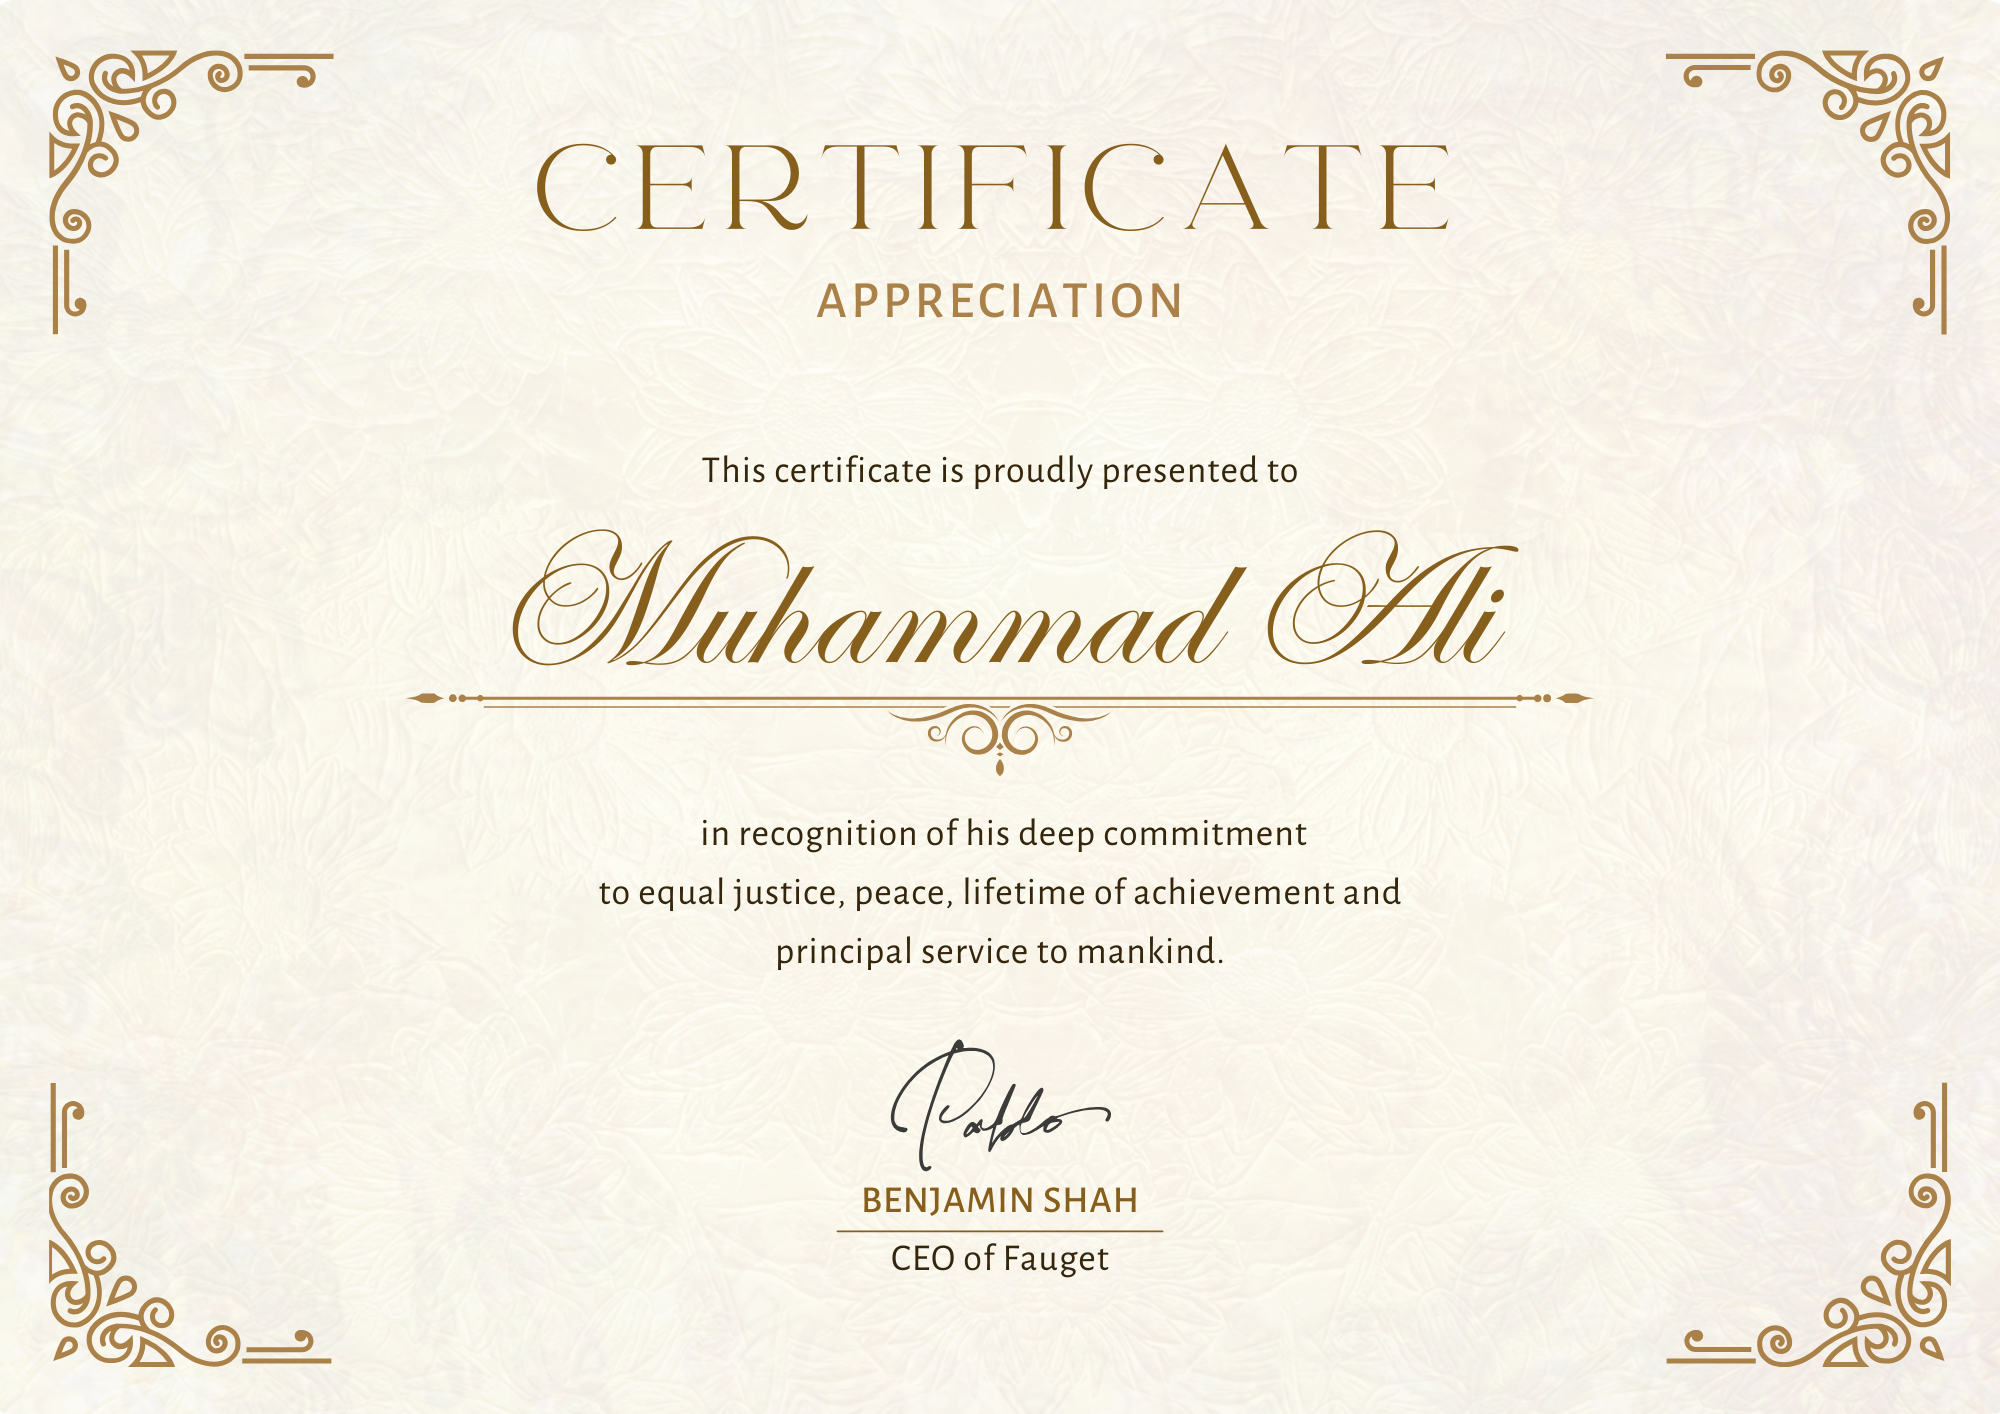 CERTIFICATE
APPRECIATION
This certificate is proudly presented to
Muhammad Ali
in recognition of his deep commitment
to equal justice, peace, lifetime of achievement and
principal service to mankind.
Pablo
BENJAMIN SHAH
CEO of Fauget